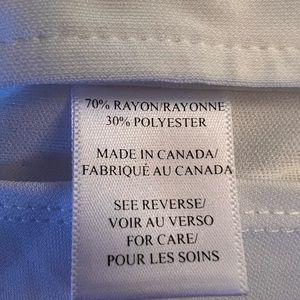 70% RAYON/RAYONNE
30% POLYESTER
MADE IN CANADA/
FABRIQUÉ AU CANADA
SEE REVERSE/
VOIR AU VERSO
FOR CARE/
POUR LES SOINS